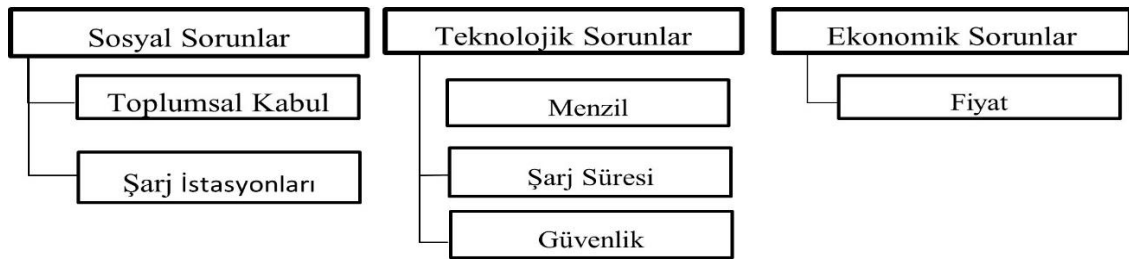 Sosyal Sorunlar
Toplumsal Kabul
Şarj İstasyonları
Teknolojik Sorunlar
Menzil
Şarj Süresi
Güvenlik
Ekonomik Sorunlar
Fiyat